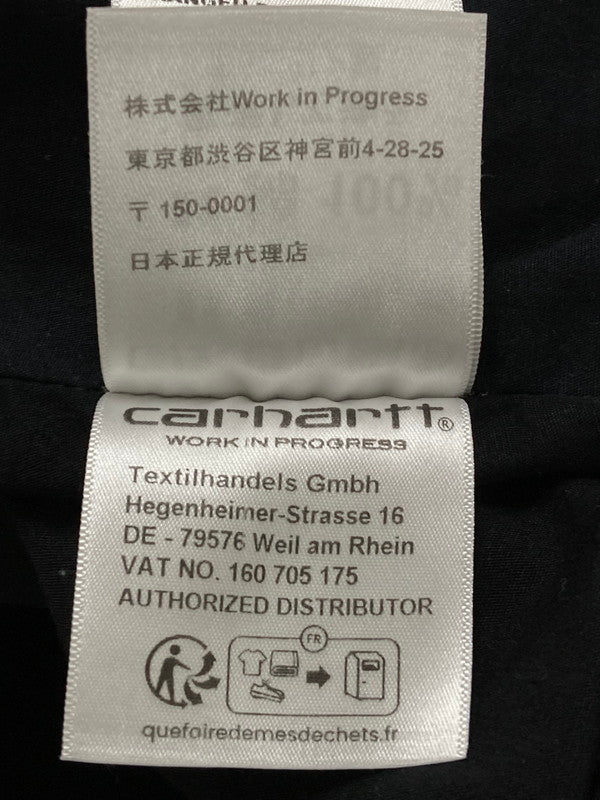 株式会社Work in Progress
東京都渋谷区神宮前4-28-25
〒 150-0001
日本正規代理店
carhartt®
WORK IN PROGRESS
Textilhandels Gmbh
Hegenheimer-Strasse 16
DE - 79576 Weil am Rhein
VAT NO. 160 705 175
AUTHORIZED DISTRIBUTOR
FR
quefairedemesdechets.fr